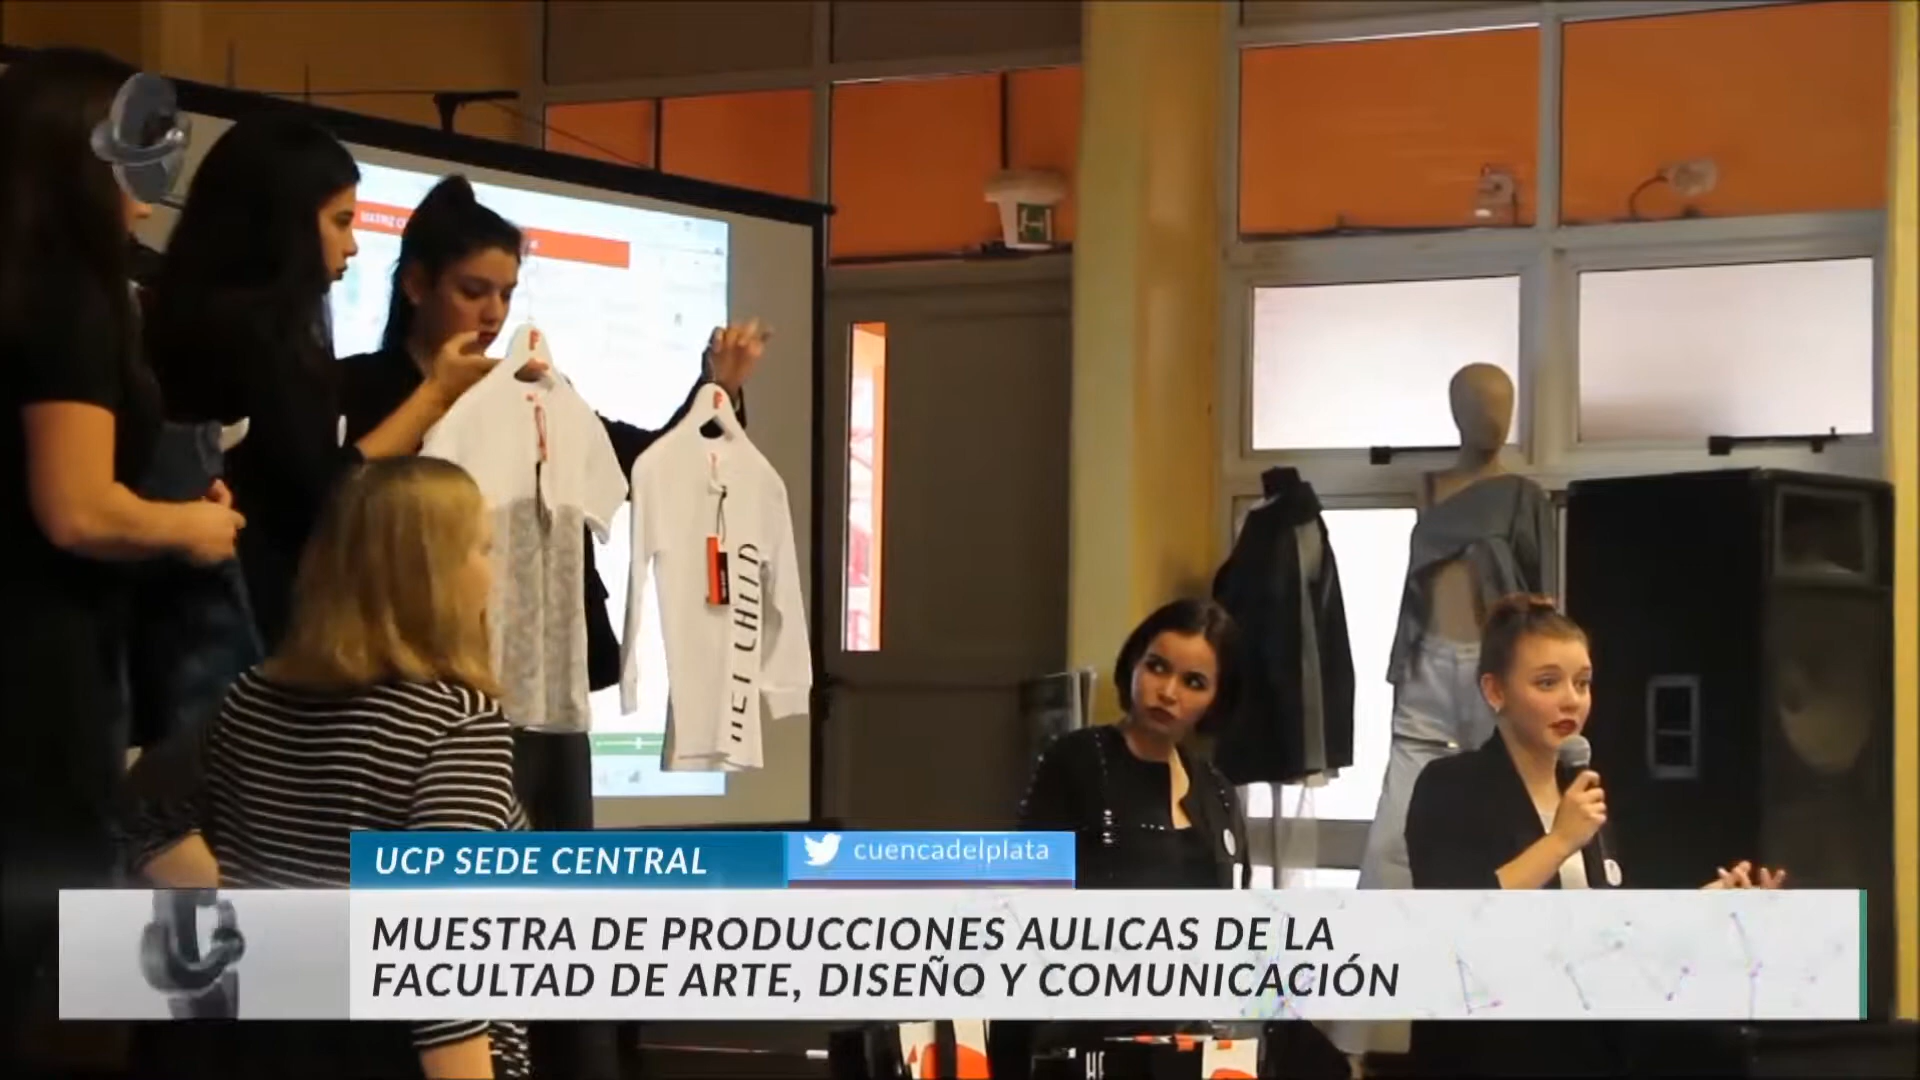 UCP SEDE CENTRAL
cuencadelplata
MUESTRA DE PRODUCCIONES AULICAS DE LA
FACULTAD DE ARTE, DISEÑO Y COMUNICACIÓN